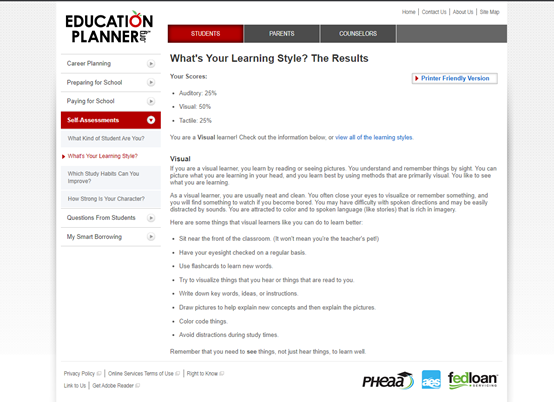 Home | Contact Us | About Us | Site Map
EDUCATION
PLANNER.org
STUDENTS
PARENTS
COUNSELORS
Career Planning
Preparing for School
Paying for School
Self-Assessments
What Kind of Student Are You?
What's Your Learning Style?
Which Study Habits Can You
Improve?
How Strong Is Your Character?
Questions From Students
My Smart Borrowing
What's Your Learning Style? The Results
Your Scores:
Printer Friendly Version
• Auditory: 25%
• Visual: 50%
• Tactile: 25%
You are a Visual learner! Check out the information below, or view all of the learning styles.
Visual
If you are a visual learner, you learn by reading or seeing pictures. You understand and remember things by sight. You can
picture what you are learning in your head, and you learn best by using methods that are primarily visual. You like to see
what you are learning.
As a visual learner, you are usually neat and clean. You often close your eyes to visualize or remember something, and
you will find something to watch if you become bored. You may have difficulty with spoken directions and may be easily
distracted by sounds. You are attracted to color and to spoken language (like stories) that is rich in imagery.
Here are some things that visual learners like you can do to learn better:
• Sit near the front of the classroom. (It won't mean you're the teacher's pet!)
• Have your eyesight checked on a regular basis.
• Use flashcards to learn new words.
• Try to visualize things that you hear or things that are read to you.
• Write down key words, ideas, or instructions.
• Draw pictures to help explain new concepts and then explain the pictures.
• Color code things.
• Avoid distractions during study times.
Remember that you need to see things, not just hear things, to learn well.
Privacy Policy | Online Services Terms of Use | Right to Know |
Link to Us | Get Adobe Reader
PHEAA
aes
fedloan
SERVICING